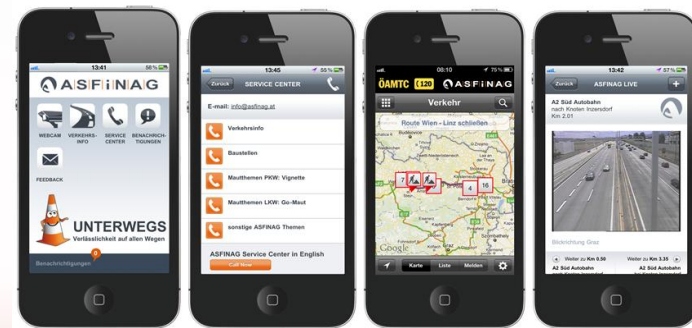 13:41
56%
ASFiNAG
WEBCAM
VERKEHRS-
INFO
SERVICE
CENTER
BENACHRICH-
TIGUNGEN
FEEDBACK
UNTERWEGS
Verlässlichkeit auf allen Wegen
Benachrichtigungen
13:45
55%
Zurück
SERVICE CENTER
E-mail: info@asfinag.at
Verkehrsinfo
Baustellen
Mautthemen PKW: Vignette
Mautthemen LKW: Go-Maut
sonstige ASFINAG Themen
ASFINAG Service Center in English
Call Now
08:10
75%
ÖAMTC 120 ASFiNAG
Verkehr
Route Wien - Linz schließen
7
4
16
Google
Karte
Liste
Melden
13:42
57%
Zurück
ASFINAG LIVE
A2 Süd Autobahn
nach Knoten Inzersdorf
Km 2.01
Blickrichtung Graz
Weiter zu Km 0.50
Weiter zu Km 3.35
A2 Süd Autobahn
A2 Süd Autobahn